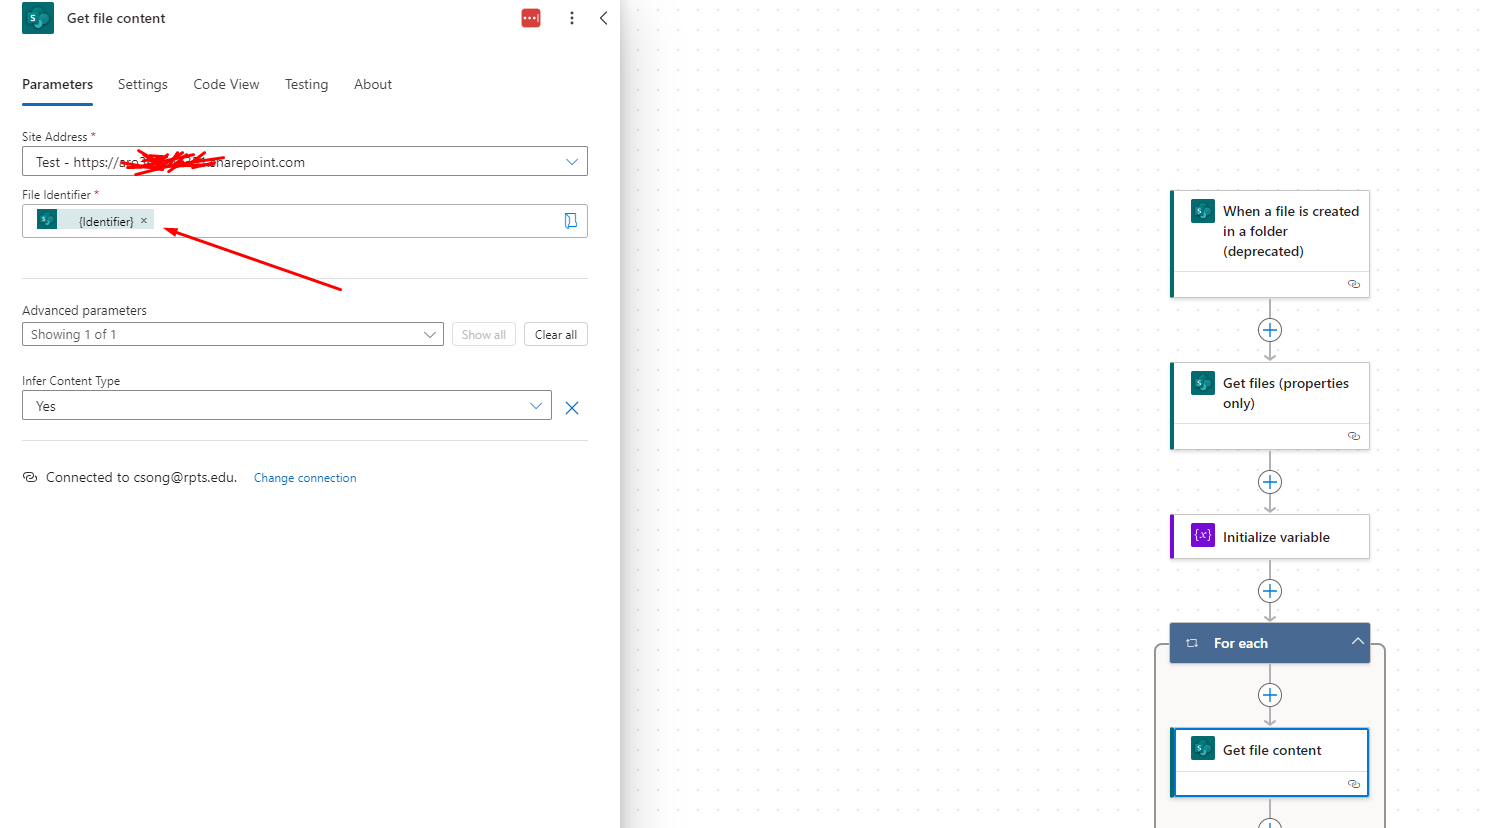 Get file content
Parameters
Settings
Code View
Testing
About
Site Address *
Test - https:// sharepoint.com
File Identifier *
{Identifier} ×
Advanced parameters
Showing 1 of 1
Show all
Clear all
Infer Content Type
Yes
Connected to csong@rpts.edu.
Change connection
When a file is created
in a folder
(deprecated)
Get files (properties
only)
{x} Initialize variable
For each
Get file content